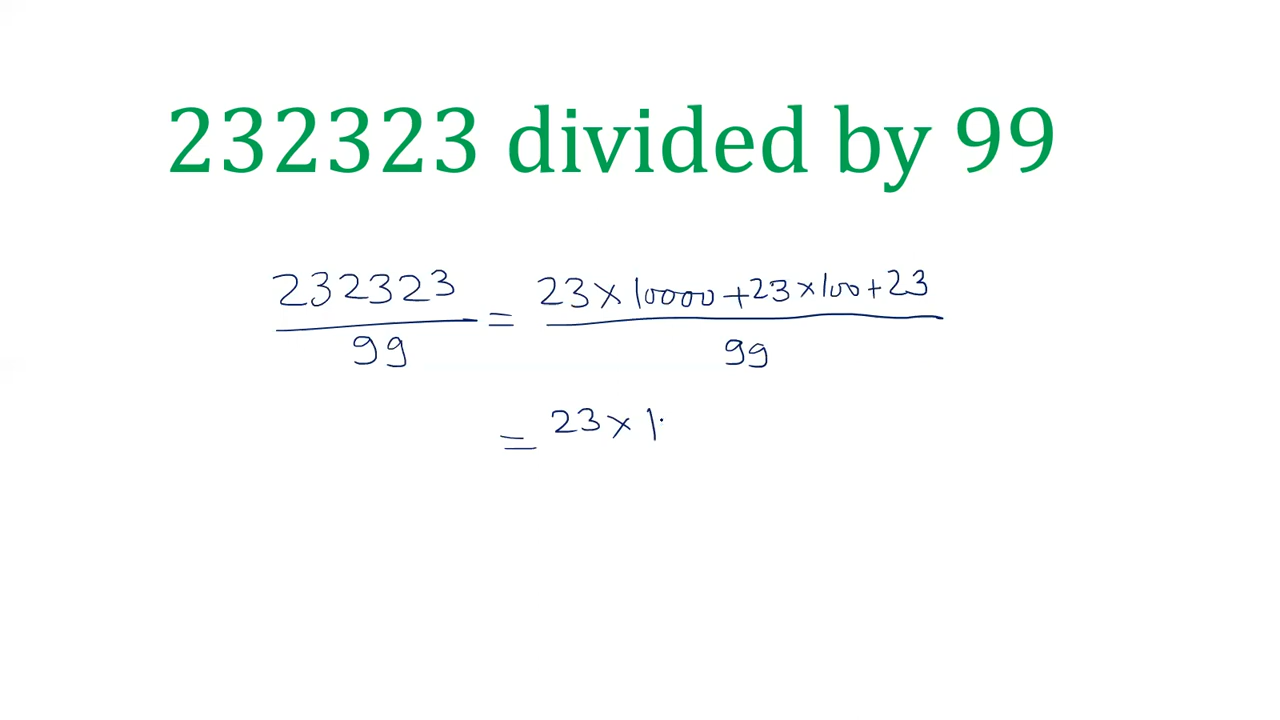 232323 divided by 99
232323 = 23 × 10000 + 23 × 100 + 23
99 99
= 23 × 1